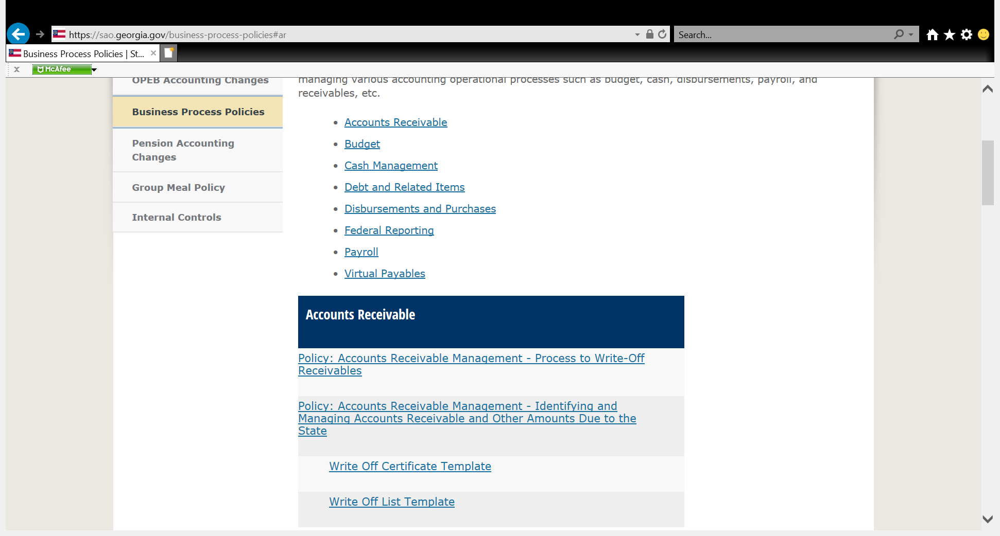 https://sao.georgia.gov/business-process-policies#ar
Search...
Business Process Policies | St...
McAfee
OPEB Accounting Changes
Business Process Policies
Pension Accounting
Changes
Group Meal Policy
Internal Controls
managing various accounting operational processes such as budget, cash, disbursements, payroll, and
receivables, etc.
Accounts Receivable
Budget
Cash Management
Debt and Related Items
Disbursements and Purchases
Federal Reporting
Payroll
Virtual Payables
Accounts Receivable
Policy: Accounts Receivable Management - Process to Write-Off
Receivables
Policy: Accounts Receivable Management - Identifying and
Managing Accounts Receivable and Other Amounts Due to the
State
Write Off Certificate Template
Write Off List Template